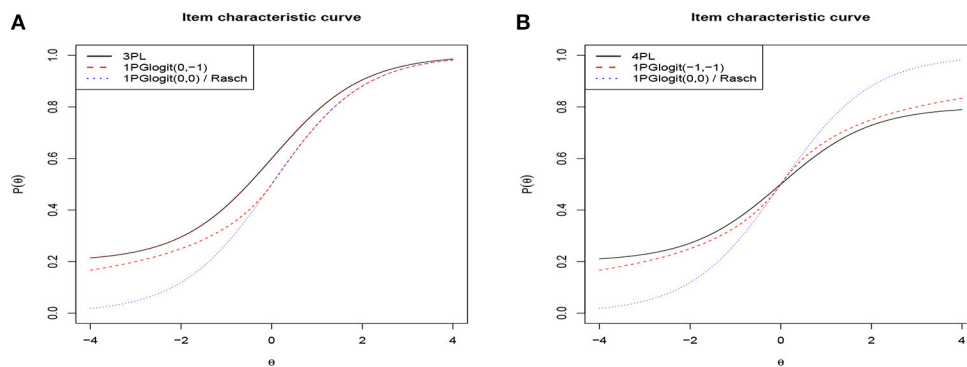 A
Item characteristic curve
3PL
1PGlogit(0,−1)
1PGlogit(0,0) / Rasch
P(θ)
1.0
0.8
0.6
0.4
0.2
0.0
−4
−2
0
2
4
θ
B
Item characteristic curve
4PL
1PGlogit(−1,−1)
1PGlogit(0,0) / Rasch
P(θ)
1.0
0.8
0.6
0.4
0.2
0.0
−4
−2
0
2
4
θ